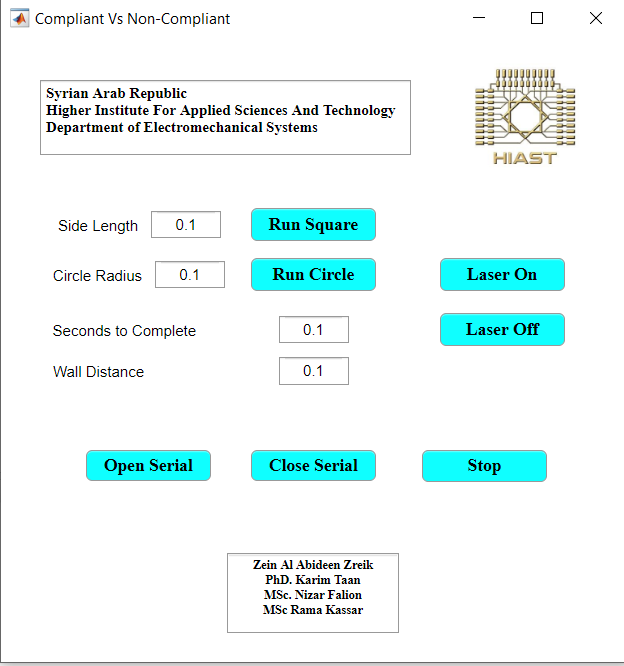 Compliant Vs Non-Compliant
Syrian Arab Republic
Higher Institute For Applied Sciences And Technology
Department of Electromechanical Systems
HIAST
Side Length 0.1 Run Square
Circle Radius 0.1 Run Circle Laser On
Seconds to Complete 0.1 Laser Off
Wall Distance 0.1
Open Serial Close Serial Stop
Zein Al Abideen Zreik
PhD. Karim Taan
MSc. Nizar Falion
MSc Rama Kassar